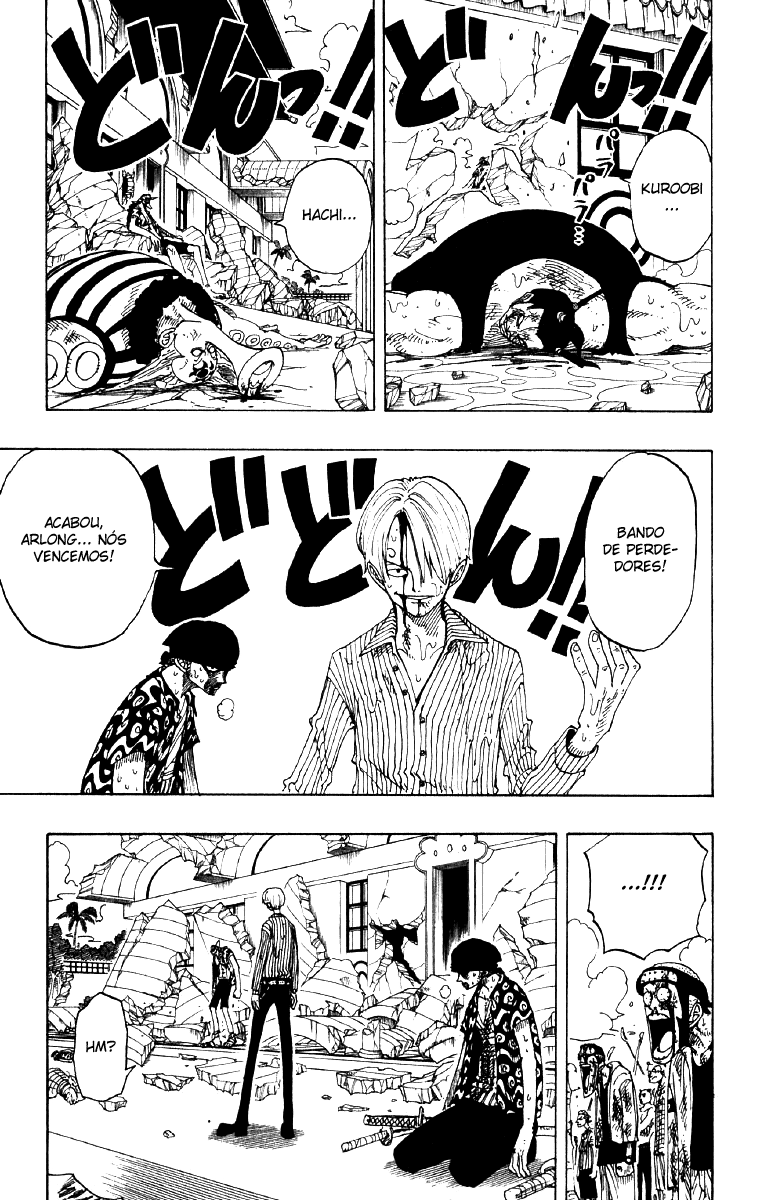 どんっ!!
パラパラ…
KUROOBI
...
どんっ!!
HACHI...
BANDO
DE PERDE-
DORES!
どどん!!
ACABOU,
ARLONG... NÓS
VENCEMOS!
...!!!
HM?